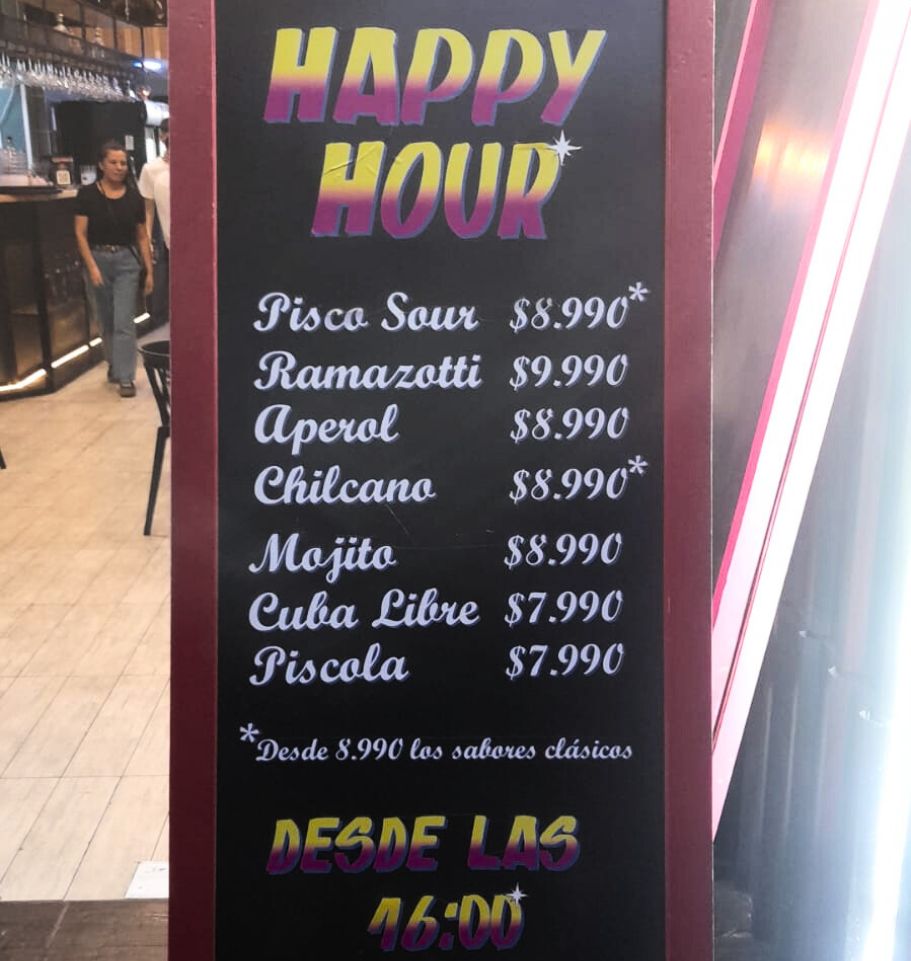 HAPPY
HOUR
Pisco Sour $8.990*
Ramazotti $9.990
Aperol $8.990
Chilcano $8.990*
Mojito $8.990
Cuba Libre $7.990
Piscola $7.990
*Desde 8.990 los sabores clásicos
DESDE LAS
16:00